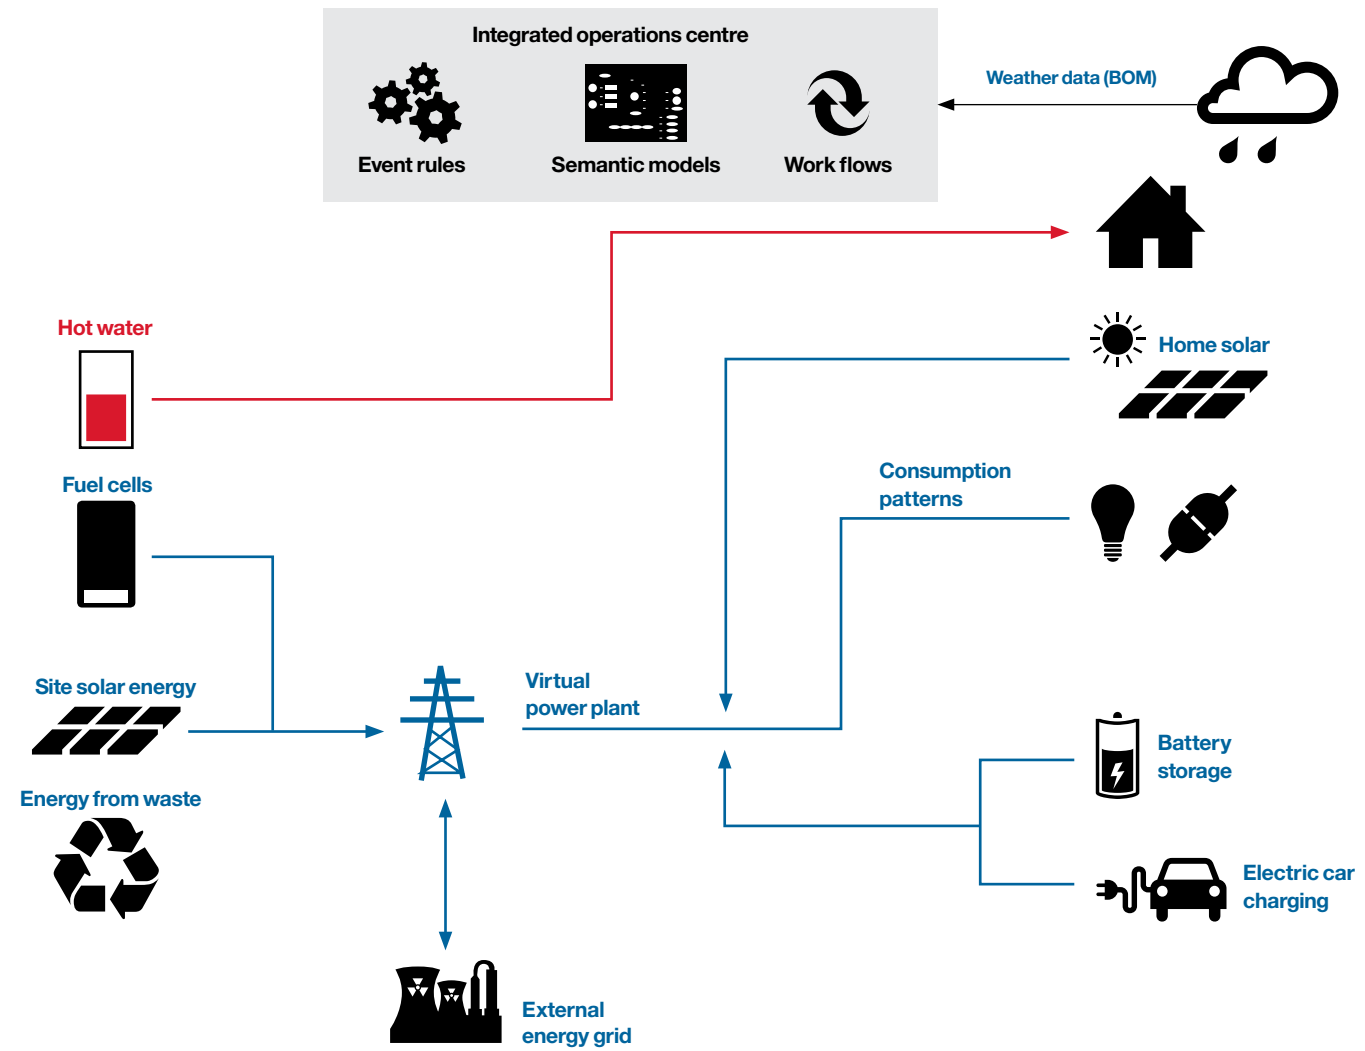 Integrated operations centre
Event rules
Semantic models
Work flows
Weather data (BOM)
Hot water
Home solar
Fuel cells
Consumption
patterns
Site solar energy
Virtual
power plant
Battery
storage
Energy from waste
Electric car
charging
External
energy grid